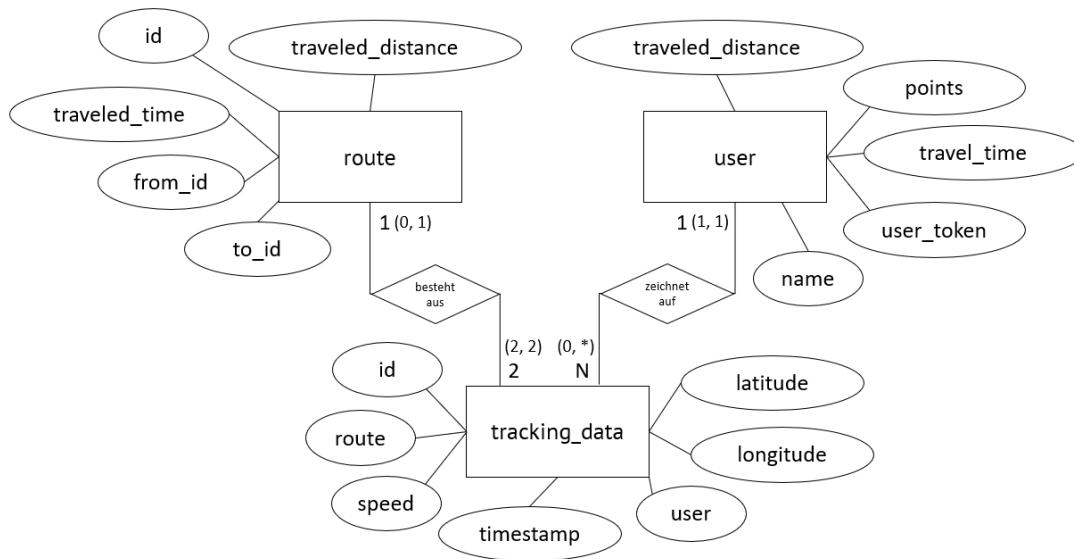 id
traveled_distance
traveled_distance
points
traveled_time
route
user
travel_time
from_id
to_id
user_token
name
1 (0, 1)
1 (1, 1)
besteht
aus
zeichnet
auf
(2, 2)
2
(0, *)
N
id
latitude
route
tracking_data
longitude
speed
user
timestamp